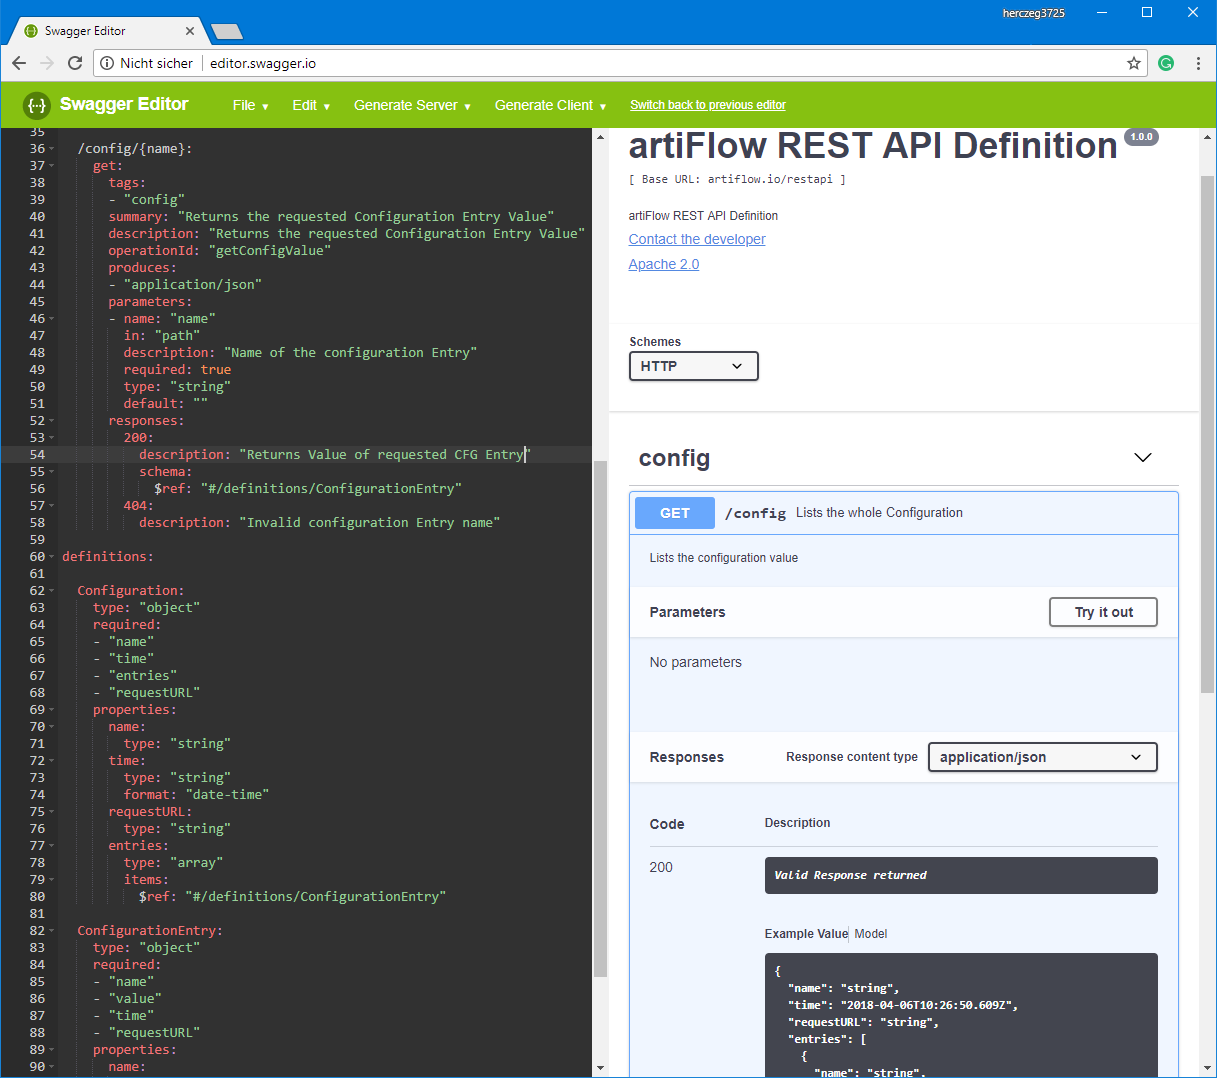 herczeg3725
Swagger Editor
Nicht sicher
editor.swagger.io
Swagger Editor
File
Edit
Generate Server
Generate Client
Switch back to previous editor
35
36 /config/{name}:
37 get:
38 tags:
39 - "config"
40 summary: "Returns the requested Configuration Entry Value"
41 description: "Returns the requested Configuration Entry Value"
42 operationId: "getConfigValue"
43 produces:
44 - "application/json"
45 parameters:
46 - name: "name"
47 in: "path"
48 description: "Name of the configuration Entry"
49 required: true
50 type: "string"
51 default: ""
52 responses:
53 200:
54 description: "Returns Value of requested CFG Entry"
55 schema:
56 $ref: "#/definitions/ConfigurationEntry"
57 404:
58 description: "Invalid configuration Entry name"
59
60 definitions:
61
62 Configuration:
63 type: "object"
64 required:
65 - "name"
66 - "time"
67 - "entries"
68 - "requestURL"
69 properties:
70 name:
71 type: "string"
72 time:
73 type: "string"
74 format: "date-time"
75 requestURL:
76 type: "string"
77 entries:
78 type: "array"
79 items:
80 $ref: "#/definitions/ConfigurationEntry"
81
82 ConfigurationEntry:
83 type: "object"
84 required:
85 - "name"
86 - "value"
87 - "time"
88 - "requestURL"
89 properties:
90 name:
artiFlow REST API Definition 1.0.0
[ Base URL: artiflow.io/restapi ]
artiFlow REST API Definition
Contact the developer
Apache 2.0
Schemes
HTTP
config
GET /config Lists the whole Configuration
Lists the configuration value
Parameters
Try it out
No parameters
Responses
Response content type
application/json
Code
Description
200
Valid Response returned
Example Value
Model
{
"name": "string",
"time": "2018-04-06T10:26:50.609Z",
"requestURL": "string",
"entries": [
{
"name": "string",